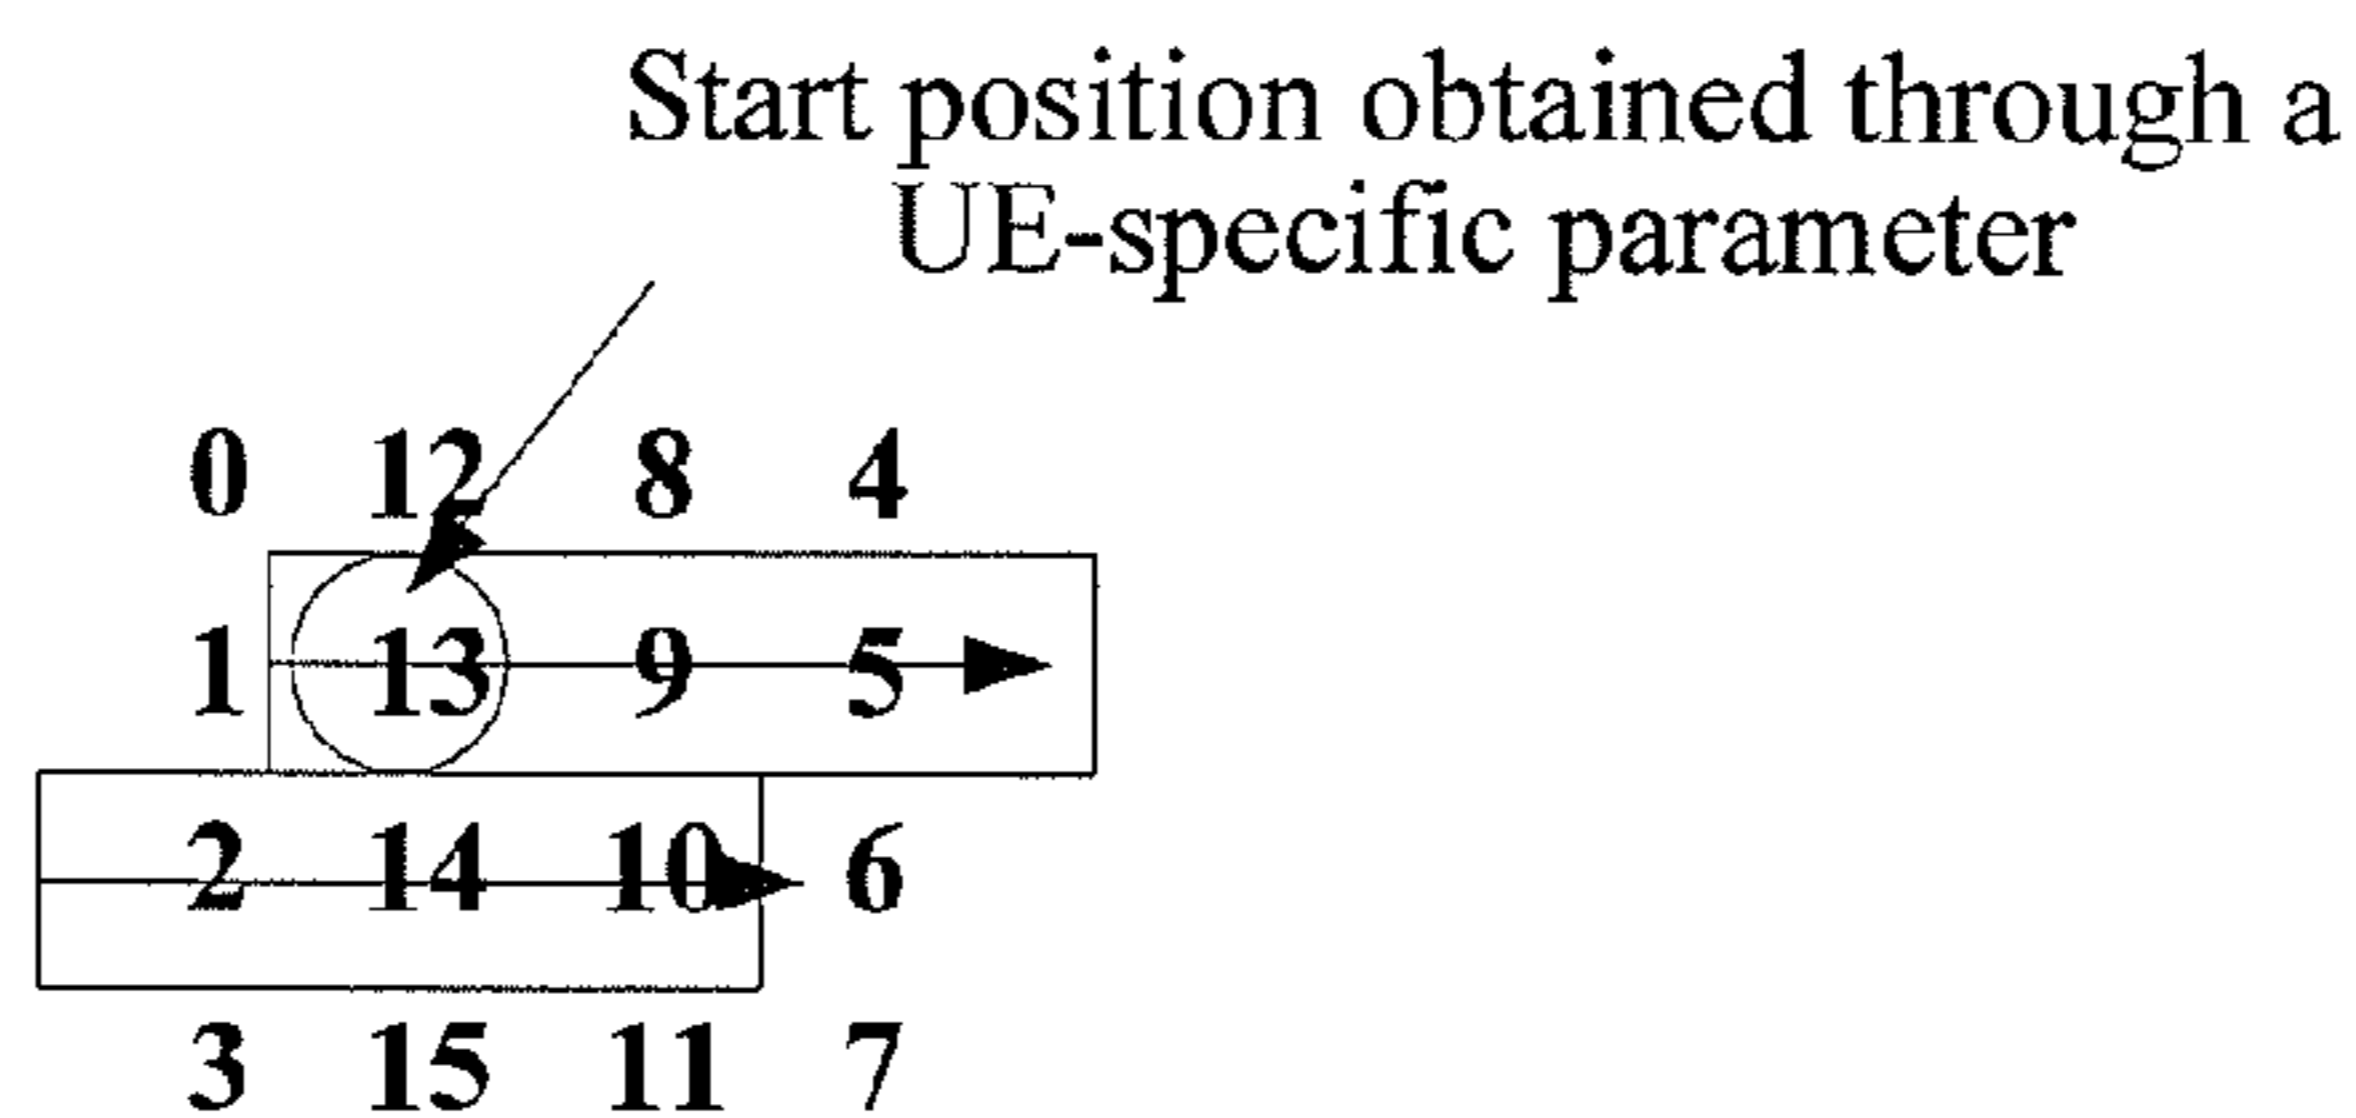 Start position obtained through a
UE-specific parameter
0 12 8 4
1 13 9 5
2 14 10 6
3 15 11 7